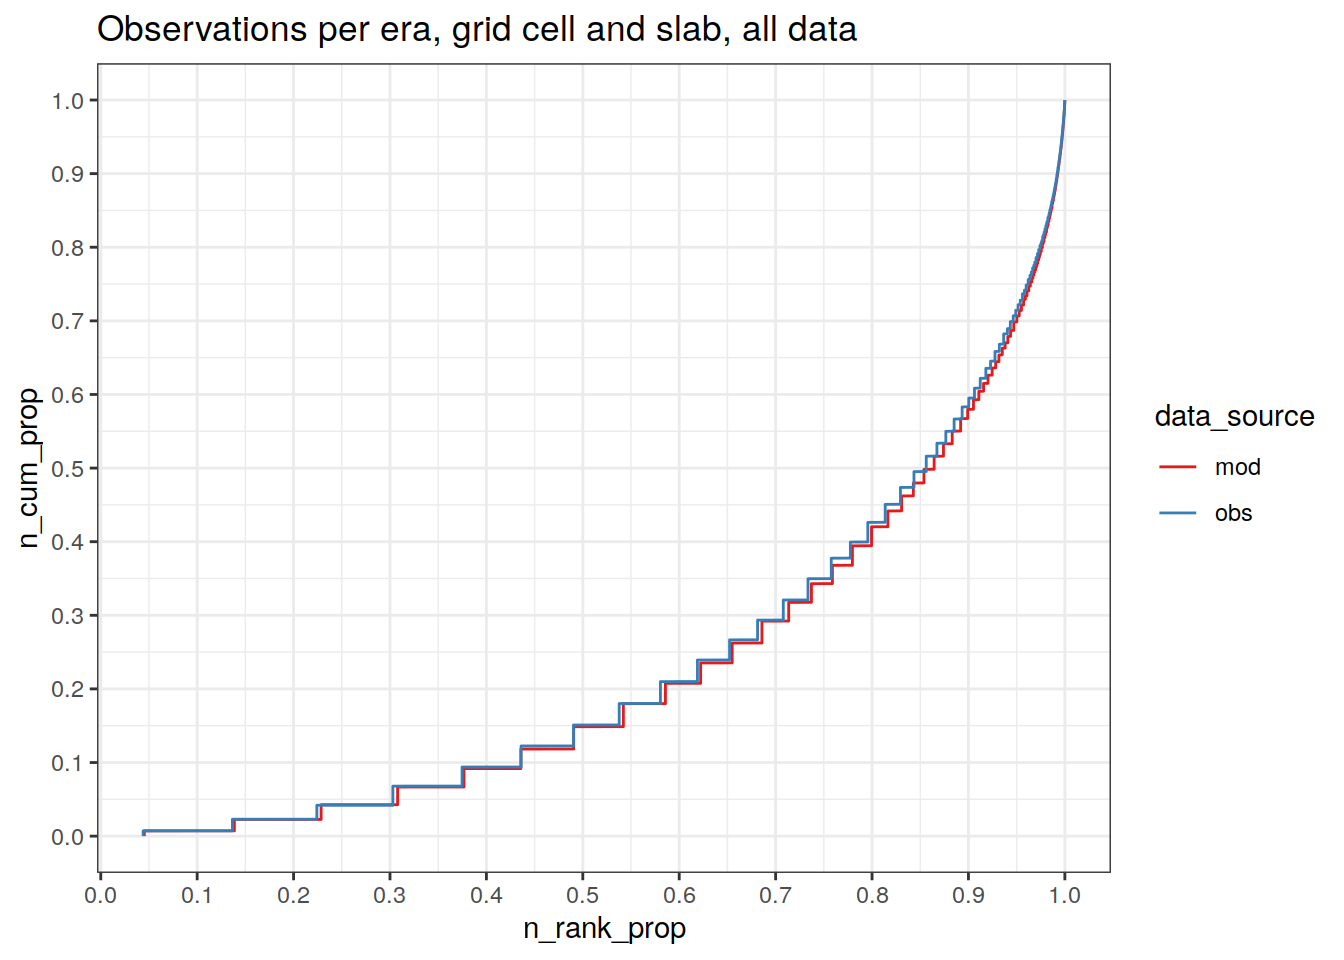 Observations per era, grid cell and slab, all data
n_cum_prop
1.0
0.9
0.8
0.7
0.6
0.5
0.4
0.3
0.2
0.1
0.0
0.0 0.1 0.2 0.3 0.4 0.5 0.6 0.7 0.8 0.9 1.0
n_rank_prop
data_source
mod
obs